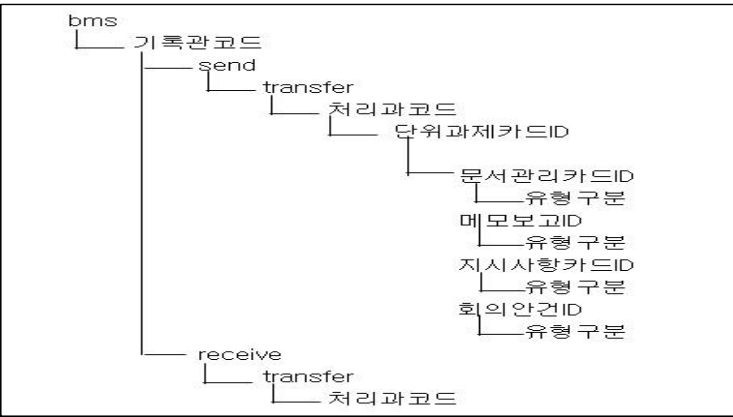 bms
기록관코드
send
transfer
처리과코드
단위과제카드ID
문서관리카드ID
유형구분
메모보고ID
유형구분
지시사항카드ID
유형구분
회의안건ID
유형구분
receive
transfer
처리과코드